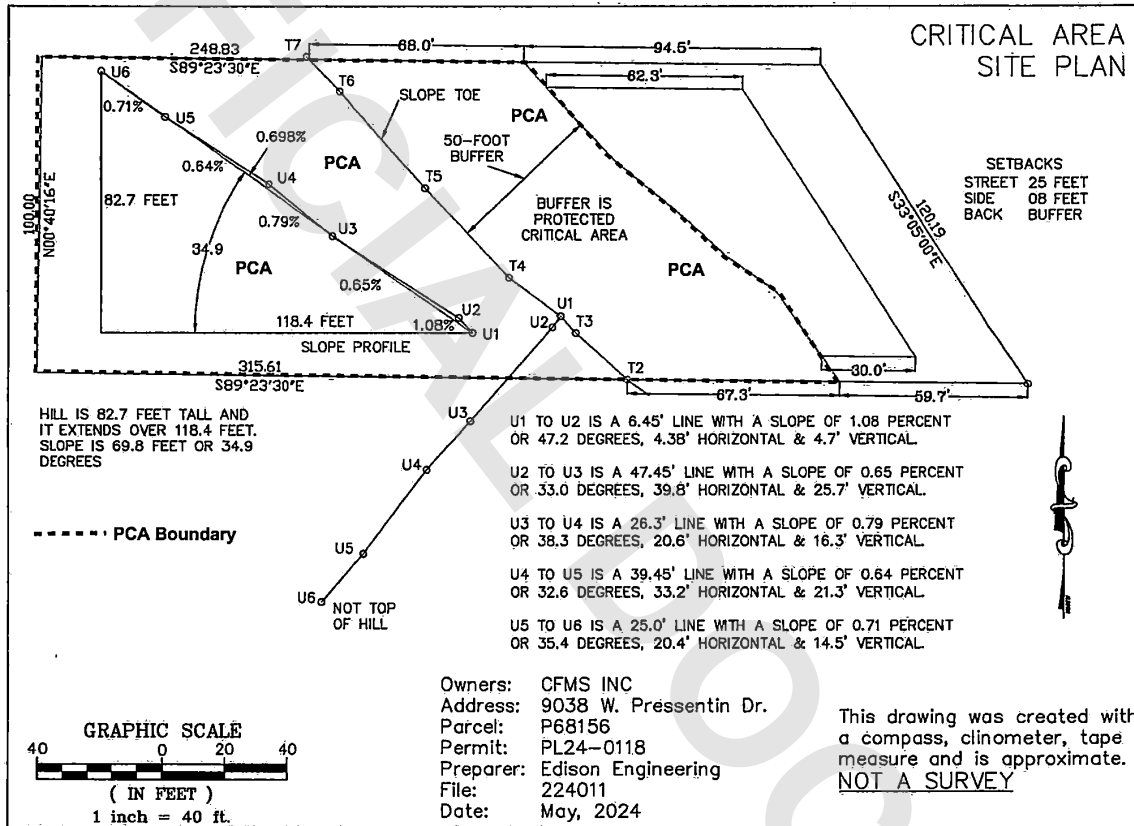 CRITICAL AREA
SITE PLAN
248.83
S89°23'30"E
T7
68.0'
94.5'
62.3'
U6
T6
SLOPE TOE
PCA
0.71%
U5
0.698%
50-FOOT
BUFFER
0.64%
PCA
U4
T5
SETBACKS
STREET 25 FEET
SIDE 08 FEET
BACK BUFFER
82.7 FEET
0.79%
BUFFER IS
PROTECTED
CRITICAL AREA
100.00
N00°40'16"E
120.19
S33°05'00"E
34.9
U3
PCA
T4
PCA
0.65%
118.4 FEET
U2
1.08%
U1
U1
U2
T3
SLOPE PROFILE
315.61
S89°23'30"E
T2
30.0'
67.3'
59.7'
HILL IS 82.7 FEET TALL AND
IT EXTENDS OVER 118.4 FEET.
SLOPE IS 69.8 FEET OR 34.9
DEGREES
U3
U4
U5
U6
NOT TOP
OF HILL
PCA Boundary
U1 TO U2 IS A 6.45' LINE WITH A SLOPE OF 1.08 PERCENT
OR 47.2 DEGREES, 4.38' HORIZONTAL & 4.7' VERTICAL.
U2 TO U3 IS A 47.45' LINE WITH A SLOPE OF 0.65 PERCENT
OR 33.0 DEGREES, 39.8' HORIZONTAL & 25.7' VERTICAL.
U3 TO U4 IS A 26.3' LINE WITH A SLOPE OF 0.79 PERCENT
OR 38.3 DEGREES, 20.6' HORIZONTAL & 16.3' VERTICAL.
U4 TO U5 IS A 39.45' LINE WITH A SLOPE OF 0.64 PERCENT
OR 32.6 DEGREES, 33.2' HORIZONTAL & 21.3' VERTICAL.
U5 TO U6 IS A 25.0' LINE WITH A SLOPE OF 0.71 PERCENT
OR 35.4 DEGREES, 20.4' HORIZONTAL & 14.5' VERTICAL.
GRAPHIC SCALE
40 0 20 40
( IN FEET )
1 inch = 40 ft.
Owners: CFMS INC
Address: 9038 W. Pressentin Dr.
Parcel: P68156
Permit: PL24-0118
Preparer: Edison Engineering
File: 224011
Date: May, 2024
This drawing was created with
a compass, clinometer, tape
measure and is approximate.
NOT A SURVEY